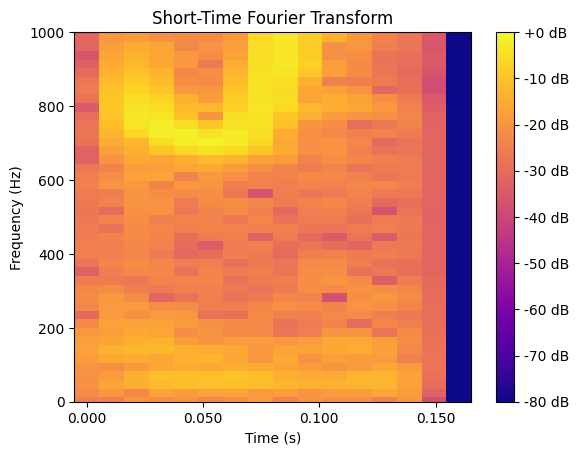 Short-Time Fourier Transform
1000
800
600
400
200
0
Frequency (Hz)
0.000
0.050
0.100
0.150
Time (s)
+0 dB
-10 dB
-20 dB
-30 dB
-40 dB
-50 dB
-60 dB
-70 dB
-80 dB